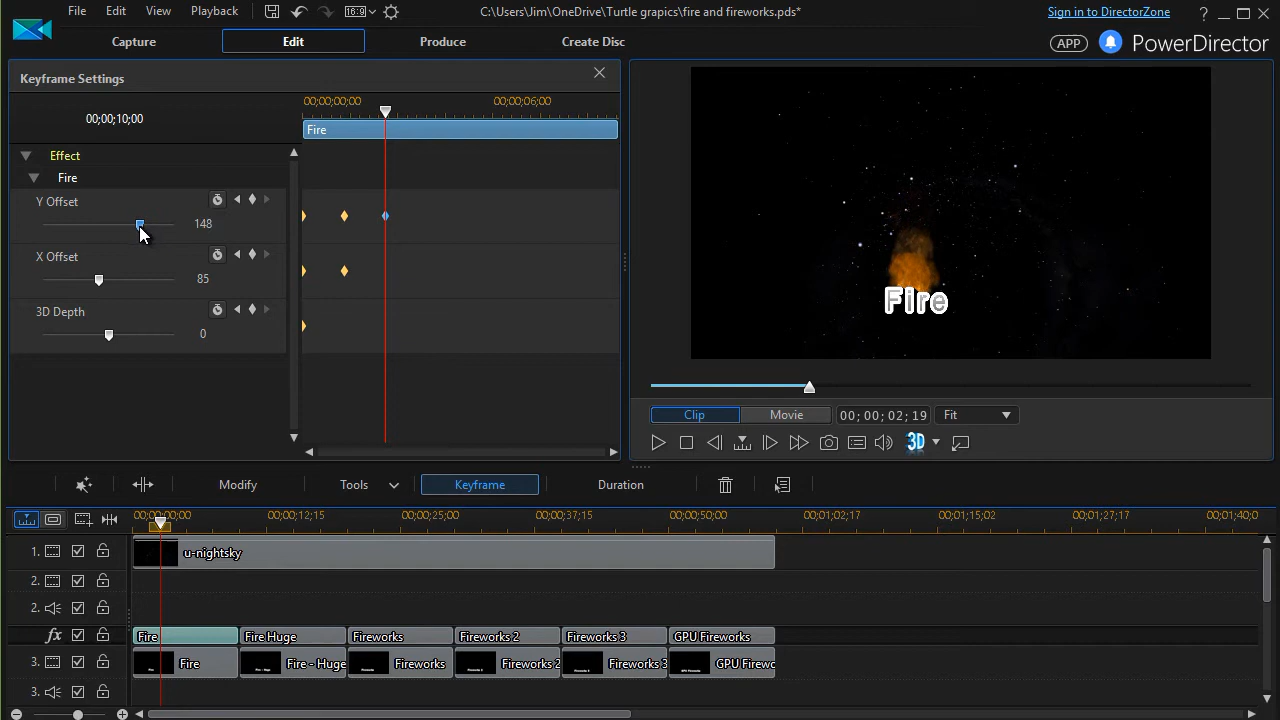 File Edit View Playback 16:9 C:\Users\Jim\OneDrive\Turtle grapics\fire and fireworks.pds* Sign in to DirectorZone ?
Capture Edit Produce Create Disc APP PowerDirector
Keyframe Settings
00;00;10;00 00;00;00;00 00;00;06;00
Fire
Effect
Fire
Y Offset
148
X Offset
85
3D Depth
0
Fire
Clip Movie 00; 00; 02; 19 Fit
3D
Modify Tools Keyframe Duration
00;00;00;00 00;00;12;15 00;00;25;00 00;00;37;15 00;00;50;00 00;01;02;17 00;01;15;02 00;01;27;17 00;01;40;0
1. u-nightsky
2.
2.
fx Fire Fire Huge Fireworks Fireworks 2 Fireworks 3 GPU Fireworks
3. Fire Fire - Huge Fireworks Fireworks 2 Fireworks 3 GPU Firewc
3.